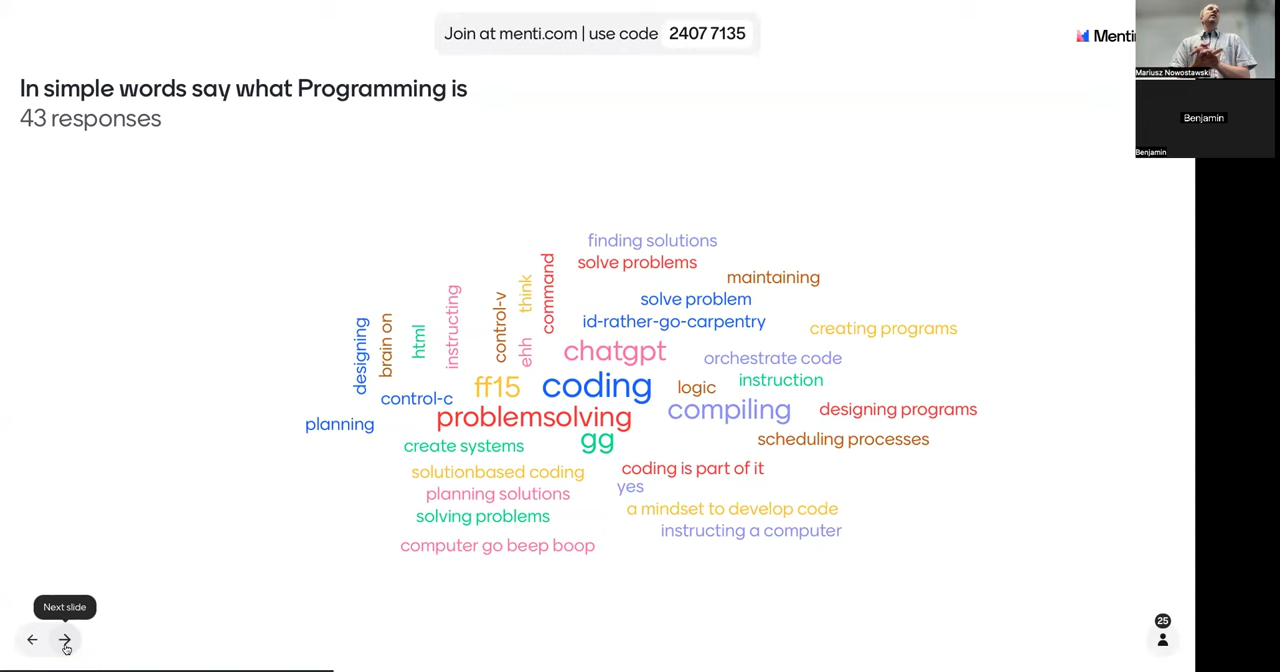 Join at menti.com | use code 2407 7135
Menti
Mariusz Nowostawski
Benjamin
Benjamin
In simple words say what Programming is
43 responses
finding solutions
solve problems
maintaining
solve problem
id-rather-go-carpentry
creating programs
designing
brain on
html
instructing
control-v
think
ehh
command
chatgpt
orchestrate code
ff15
coding
logic
instruction
control-c
problemsolving
compiling
designing programs
planning
create systems
gg
scheduling processes
solutionbased coding
coding is part of it
planning solutions
yes
a mindset to develop code
solving problems
instructing a computer
computer go beep boop
Next slide
25